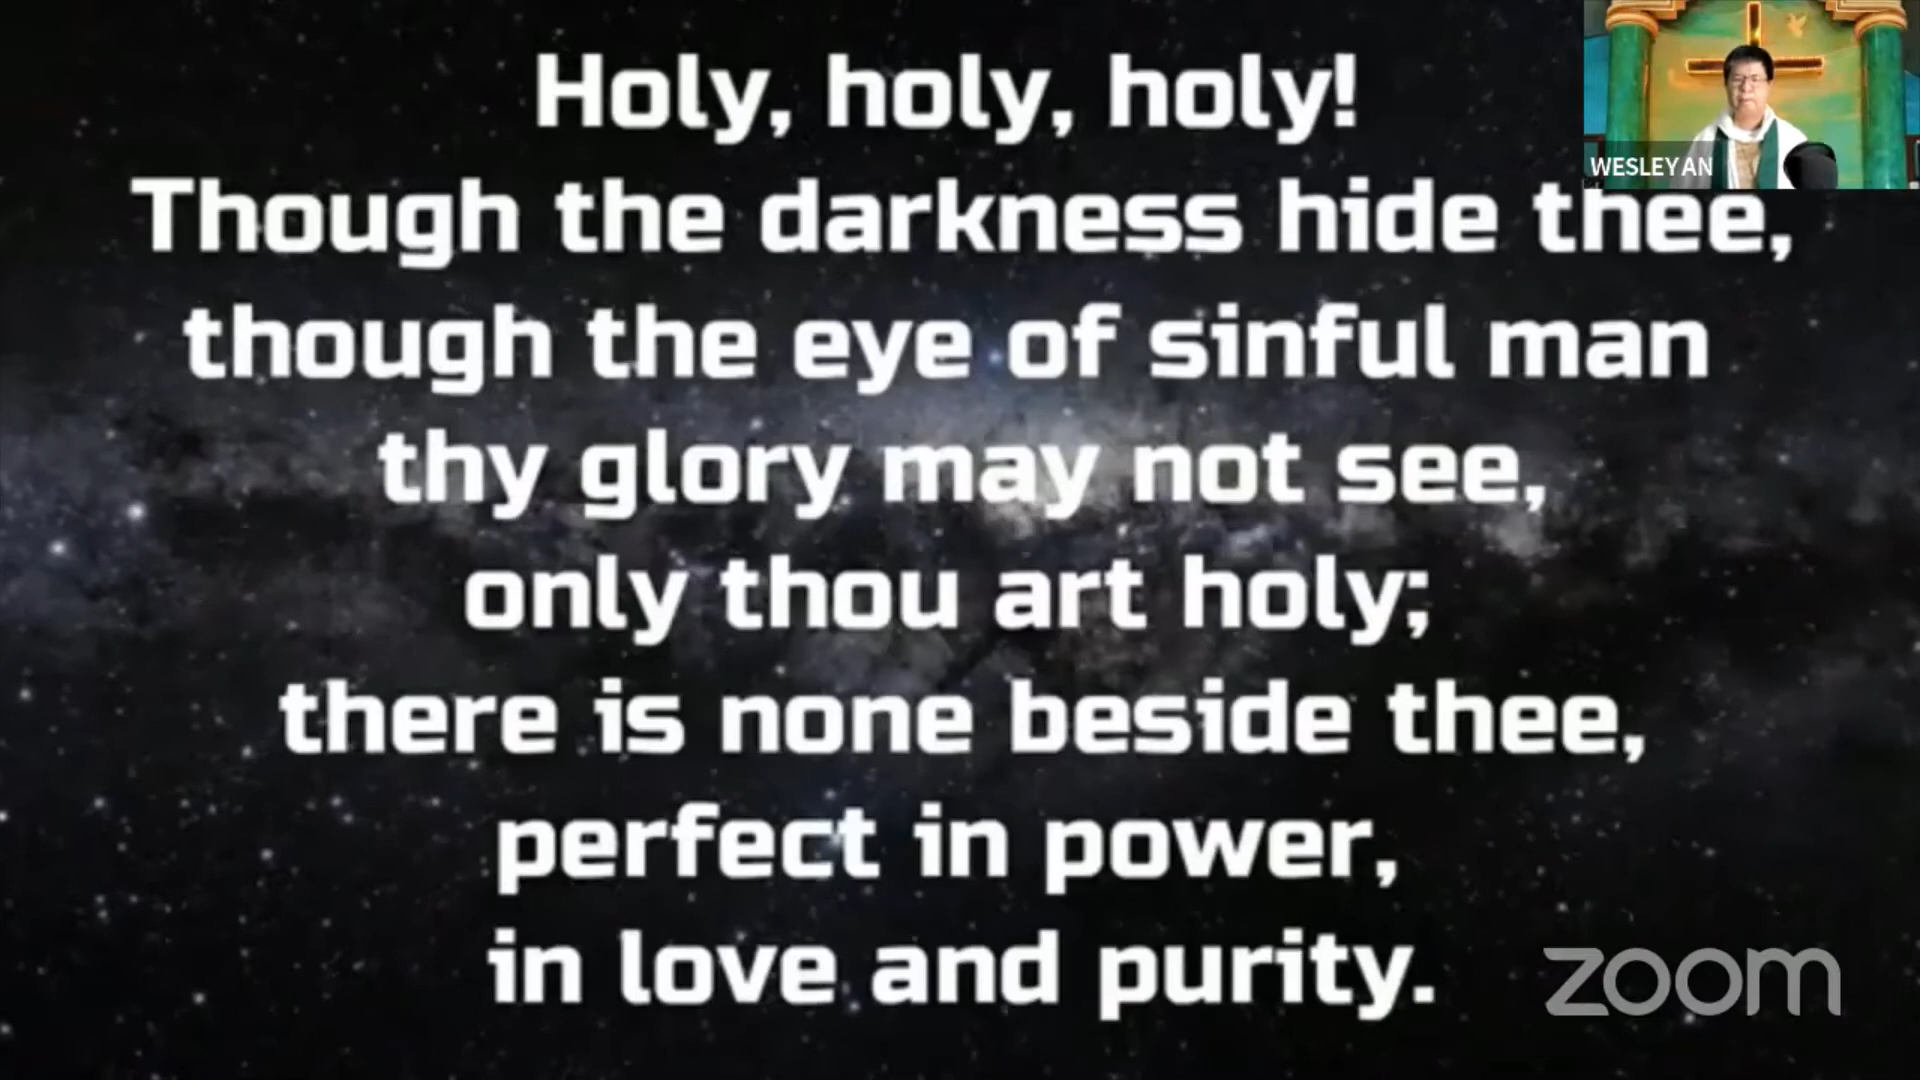 Holy, holy, holy!
Though the darkness hide thee,
though the eye of sinful man
thy glory may not see,
only thou art holy;
there is none beside thee,
perfect in power,
in love and purity.
WESLEYAN
zoom